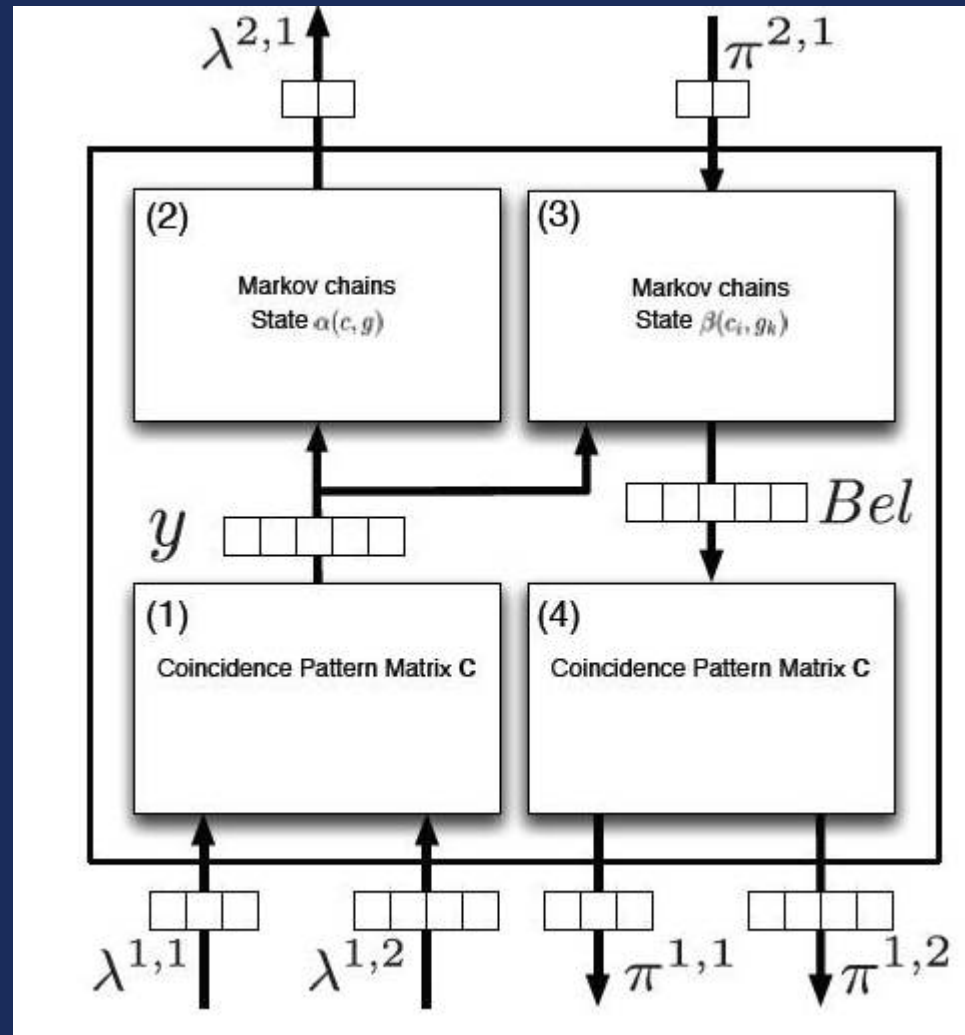 λ^{2,1}
π^{2,1}
(2)
Markov chains
State α(c, g)
(3)
Markov chains
State β(c_i, g_k)
y
Bel
(1)
Coincidence Pattern Matrix C
(4)
Coincidence Pattern Matrix C
λ^{1,1}
λ^{1,2}
π^{1,1}
π^{1,2}